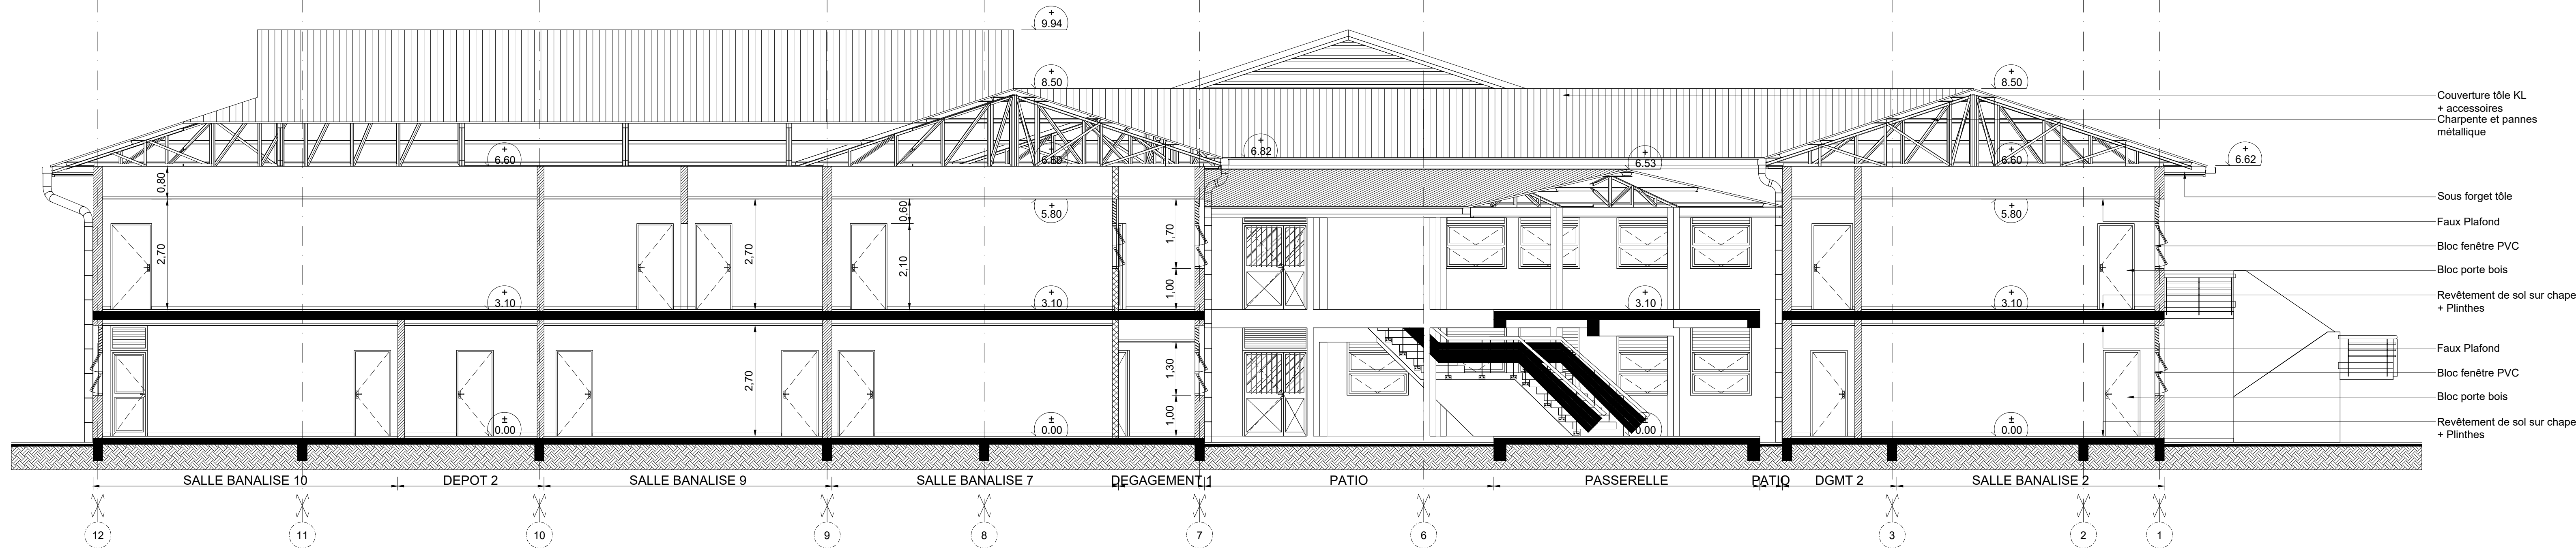 +
9.94
+
8.50
+
8.50
Couverture tôle KL
+ accessoires
Charpente et pannes
métallique
+
6.60
+
6.60
+
6.82
+
6.53
+
6.60
+
6.62
0,80
Sous forget tôle
+
5.80
+
5.80
Faux Plafond
2,70
2,70
0,60
2,10
1,70
1,00
Bloc fenêtre PVC
Bloc porte bois
+
3.10
+
3.10
+
3.10
+
3.10
Revêtement de sol sur chape
+ Plinthes
Faux Plafond
2,70
1,30
1,00
Bloc fenêtre PVC
Bloc porte bois
±
0.00
±
0.00
±
0.00
±
0.00
Revêtement de sol sur chape
+ Plinthes
SALLE BANALISE 10
DEPOT 2
SALLE BANALISE 9
SALLE BANALISE 7
DEGAGEMENT 1
PATIO
PASSERELLE
PATIO
DGMT 2
SALLE BANALISE 2
12
11
10
9
8
7
6
3
2
1